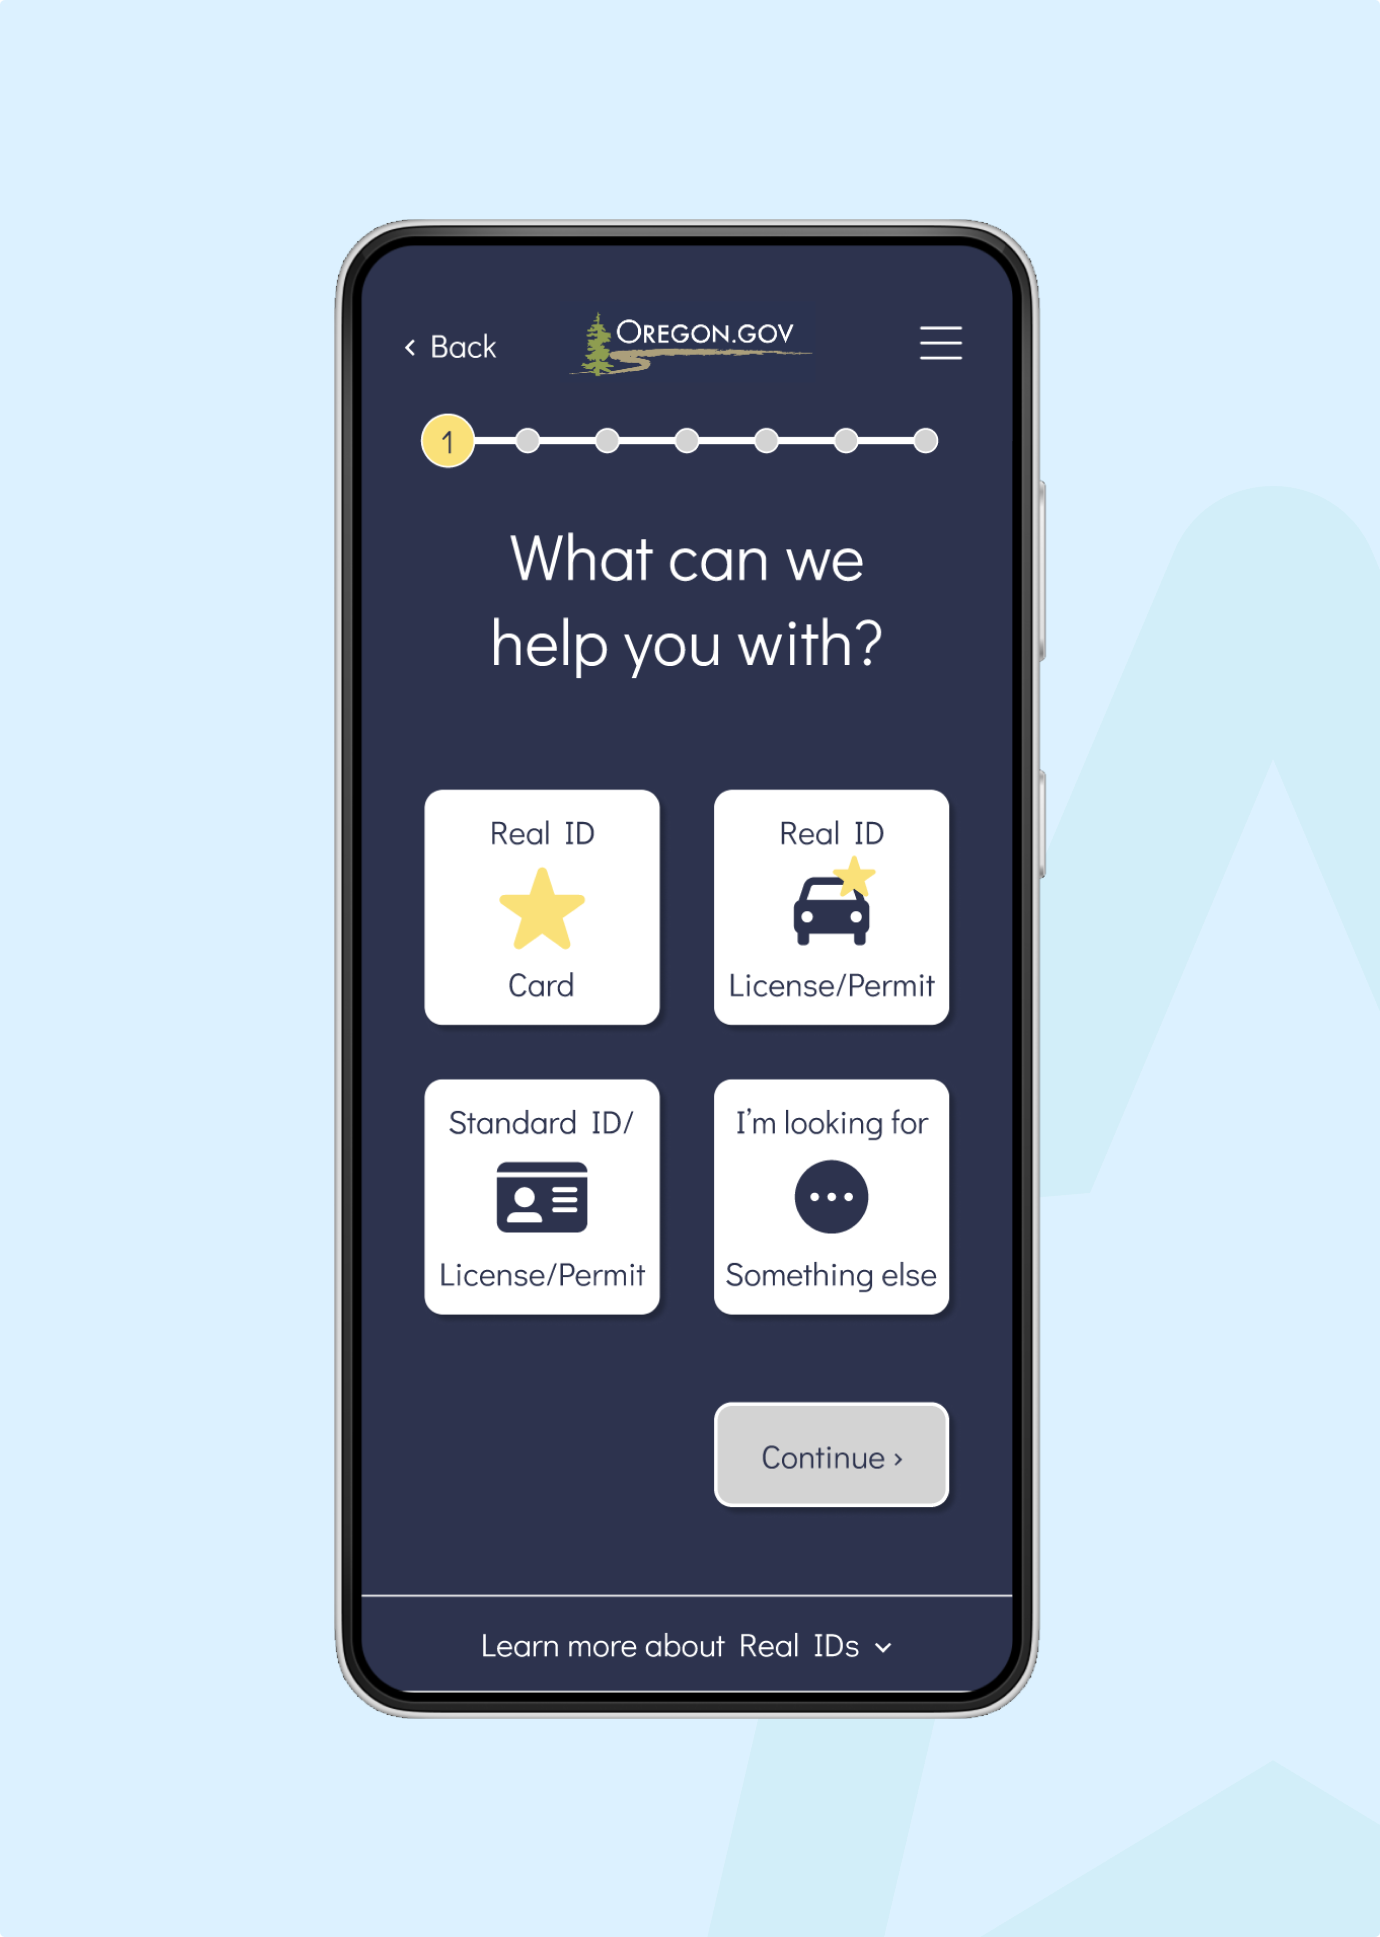 ‹ Back
OREGON.GOV
1
What can we
help you with?
Real ID
Card
Real ID
License/Permit
Standard ID/
License/Permit
I'm looking for
Something else
Continue ›
Learn more about Real IDs